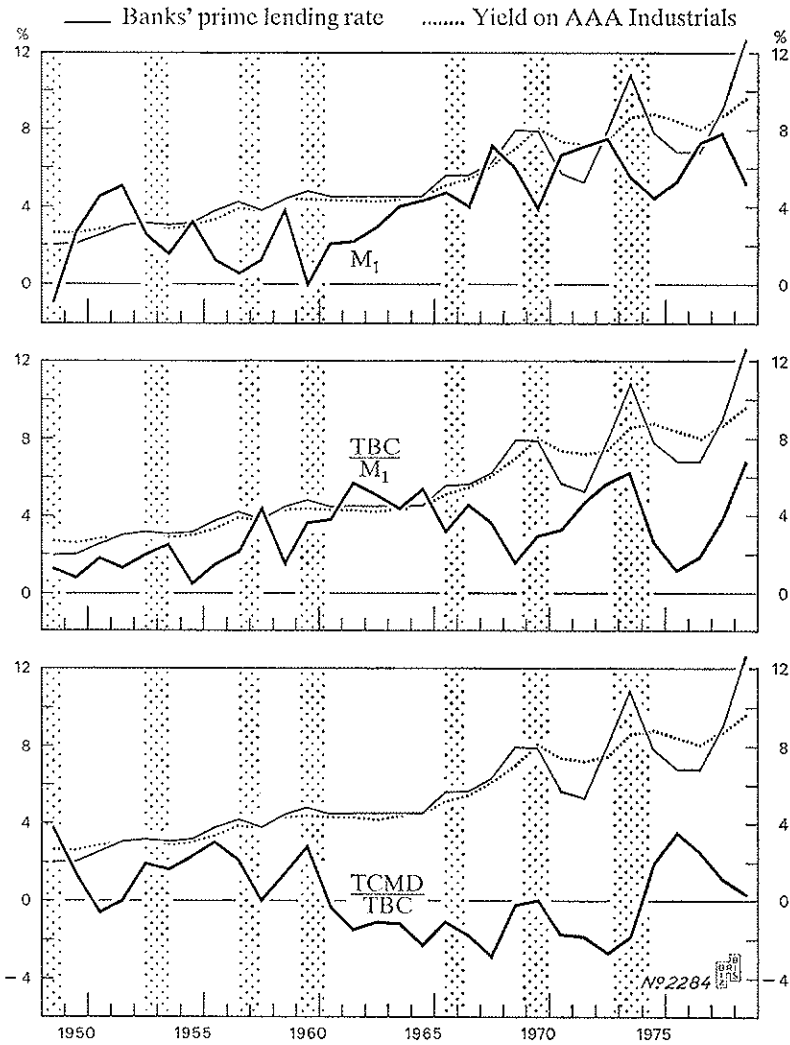 —— Banks' prime lending rate ........ Yield on AAA Industrials
% %
12 12
8 8
4 4
M₁
0 0
12 12
8 8
TBC
M₁
4 4
0 0
12 12
8 8
4 4
TCMD
TBC
0 0
Nº2284
– 4 – 4
1950 1955 1960 1965 1970 1975